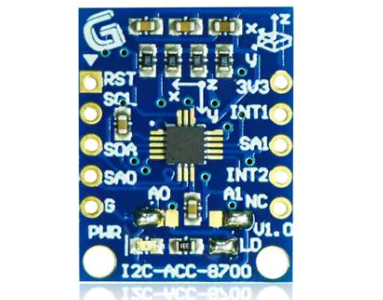 G
X
Z
Y
RST
3V3
SCL
X
Z
Y
INT1
SDA
SA1
SA0
INT2
G
A0
A1
NC
PWR
LD
V1.0
I2C-ACC-8700